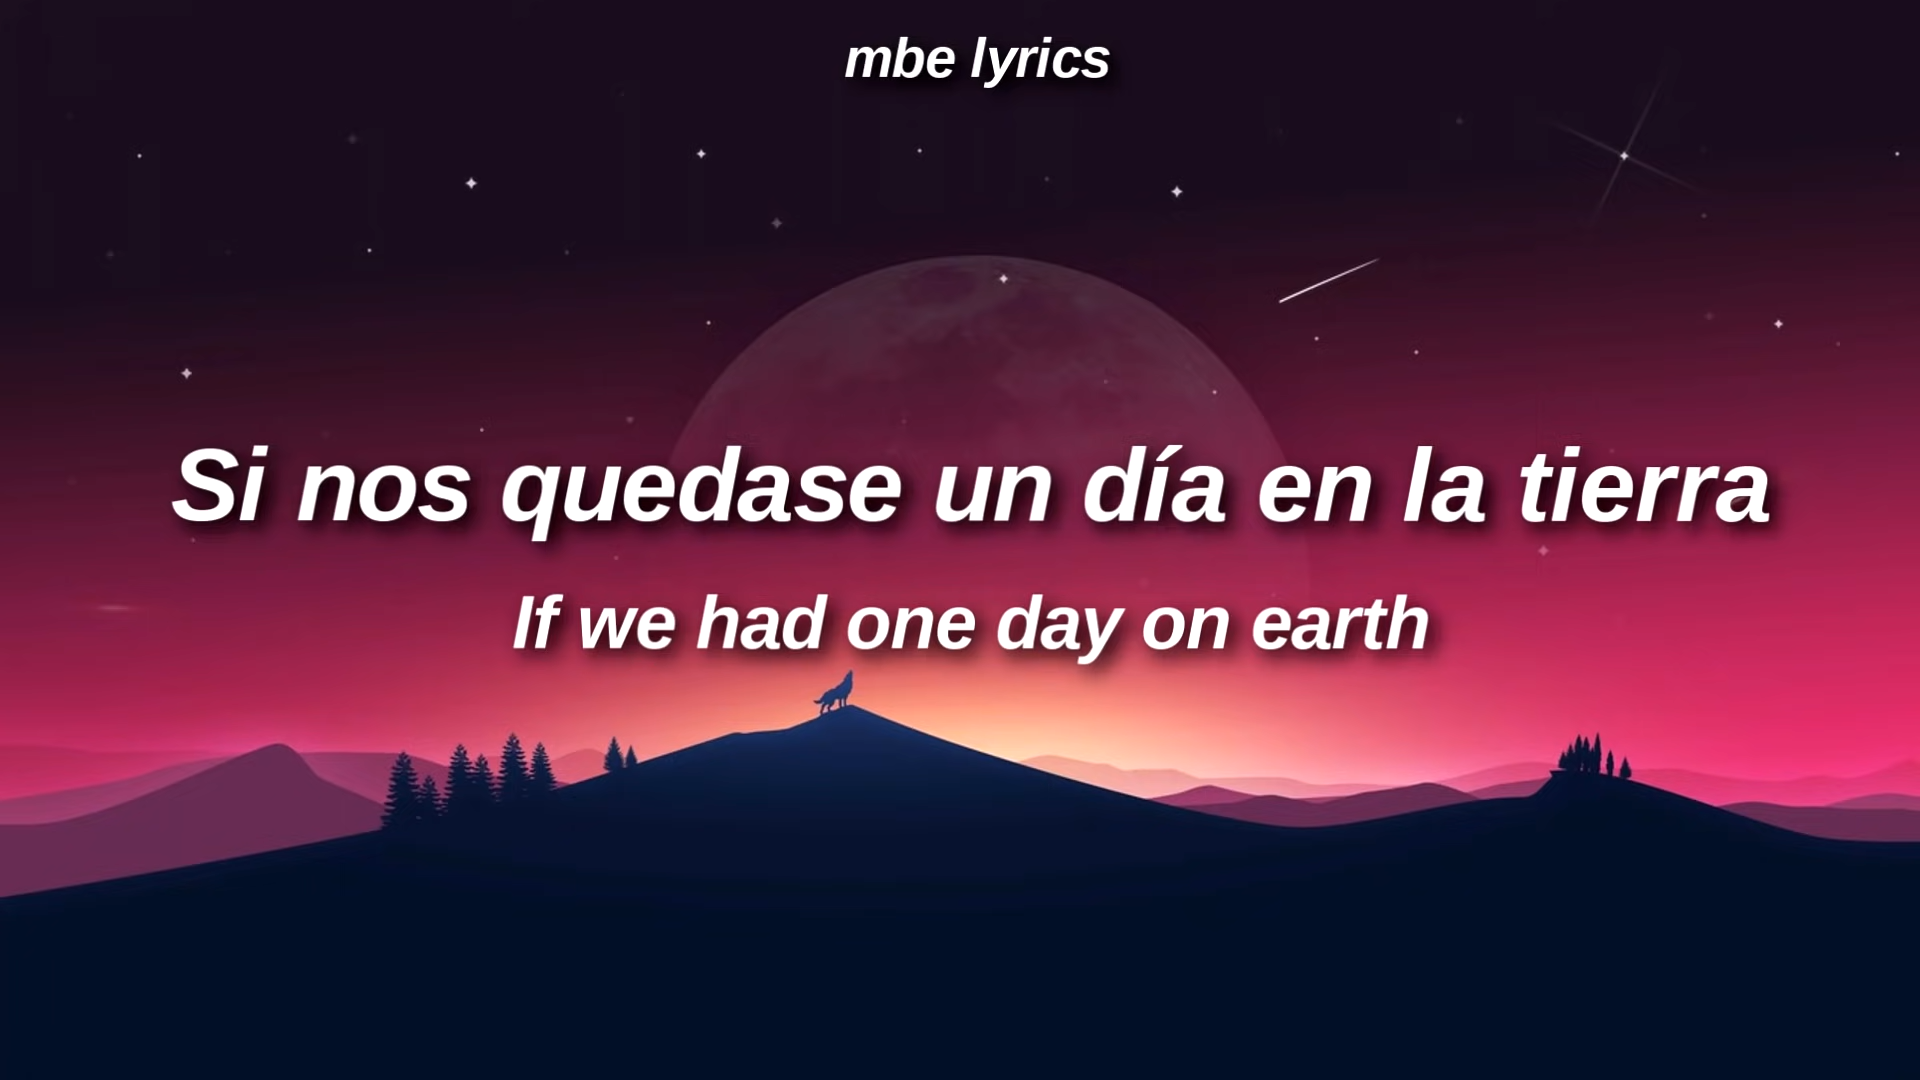 mbe lyrics
Si nos quedase un día en la tierra
If we had one day on earth